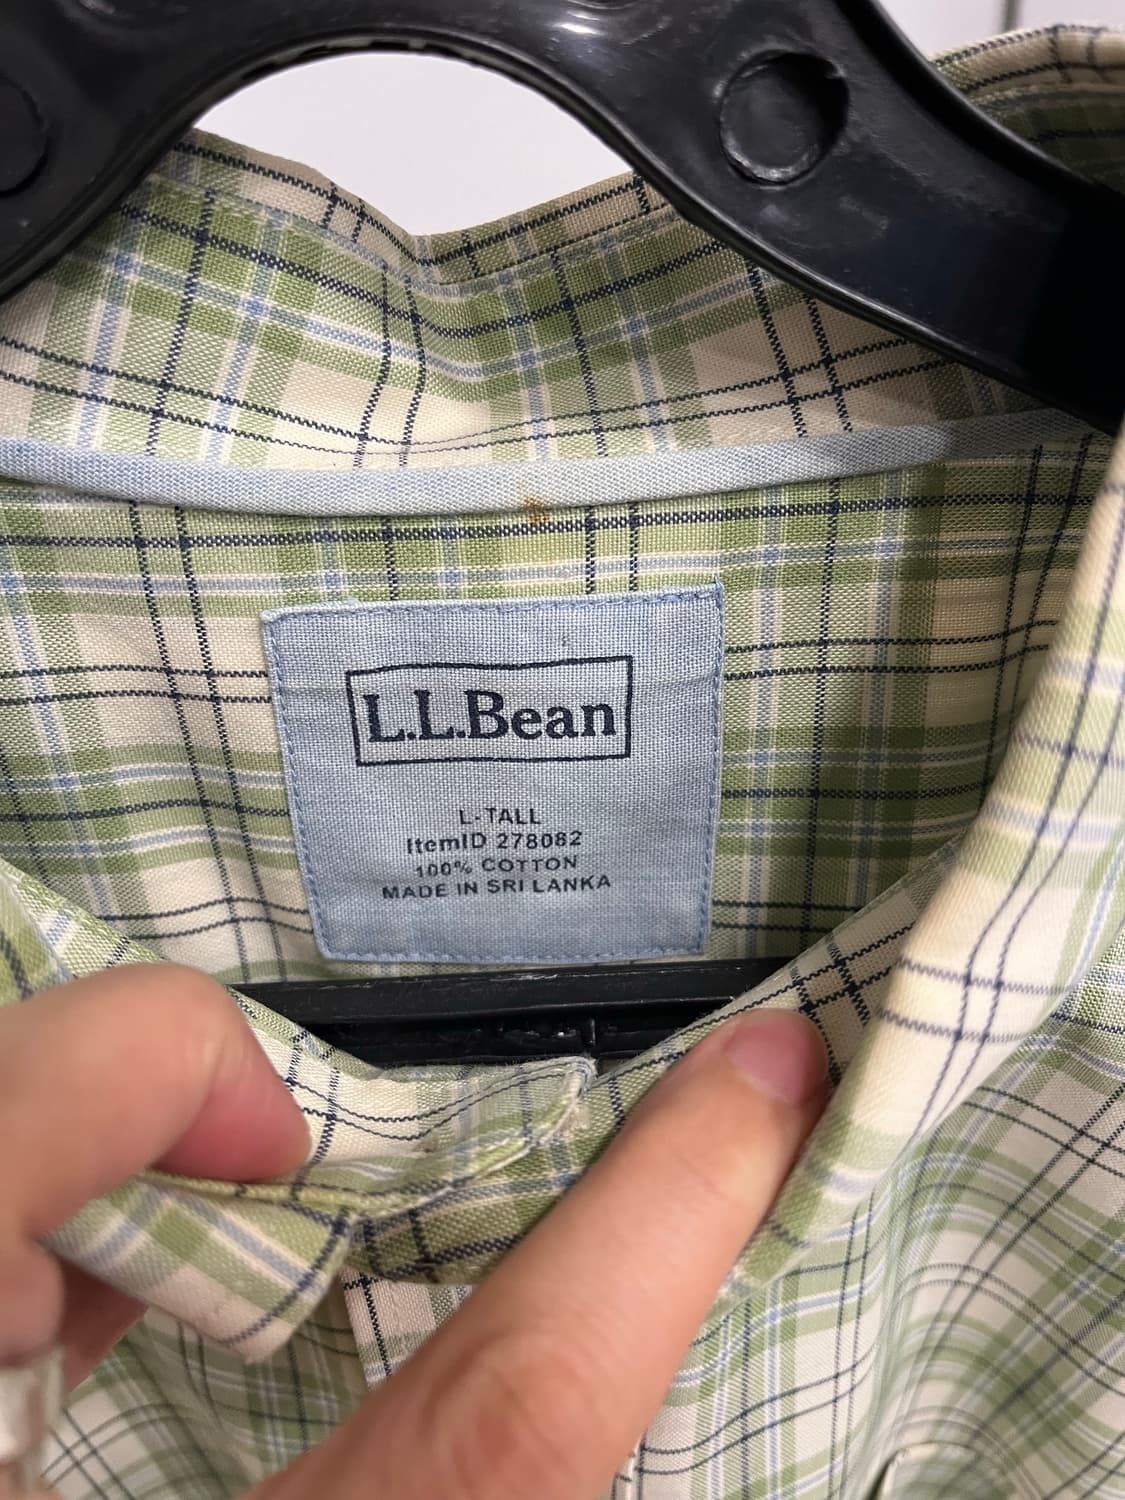 L.L.Bean
L-TALL
ItemID 278082
100% COTTON
MADE IN SRI LANKA